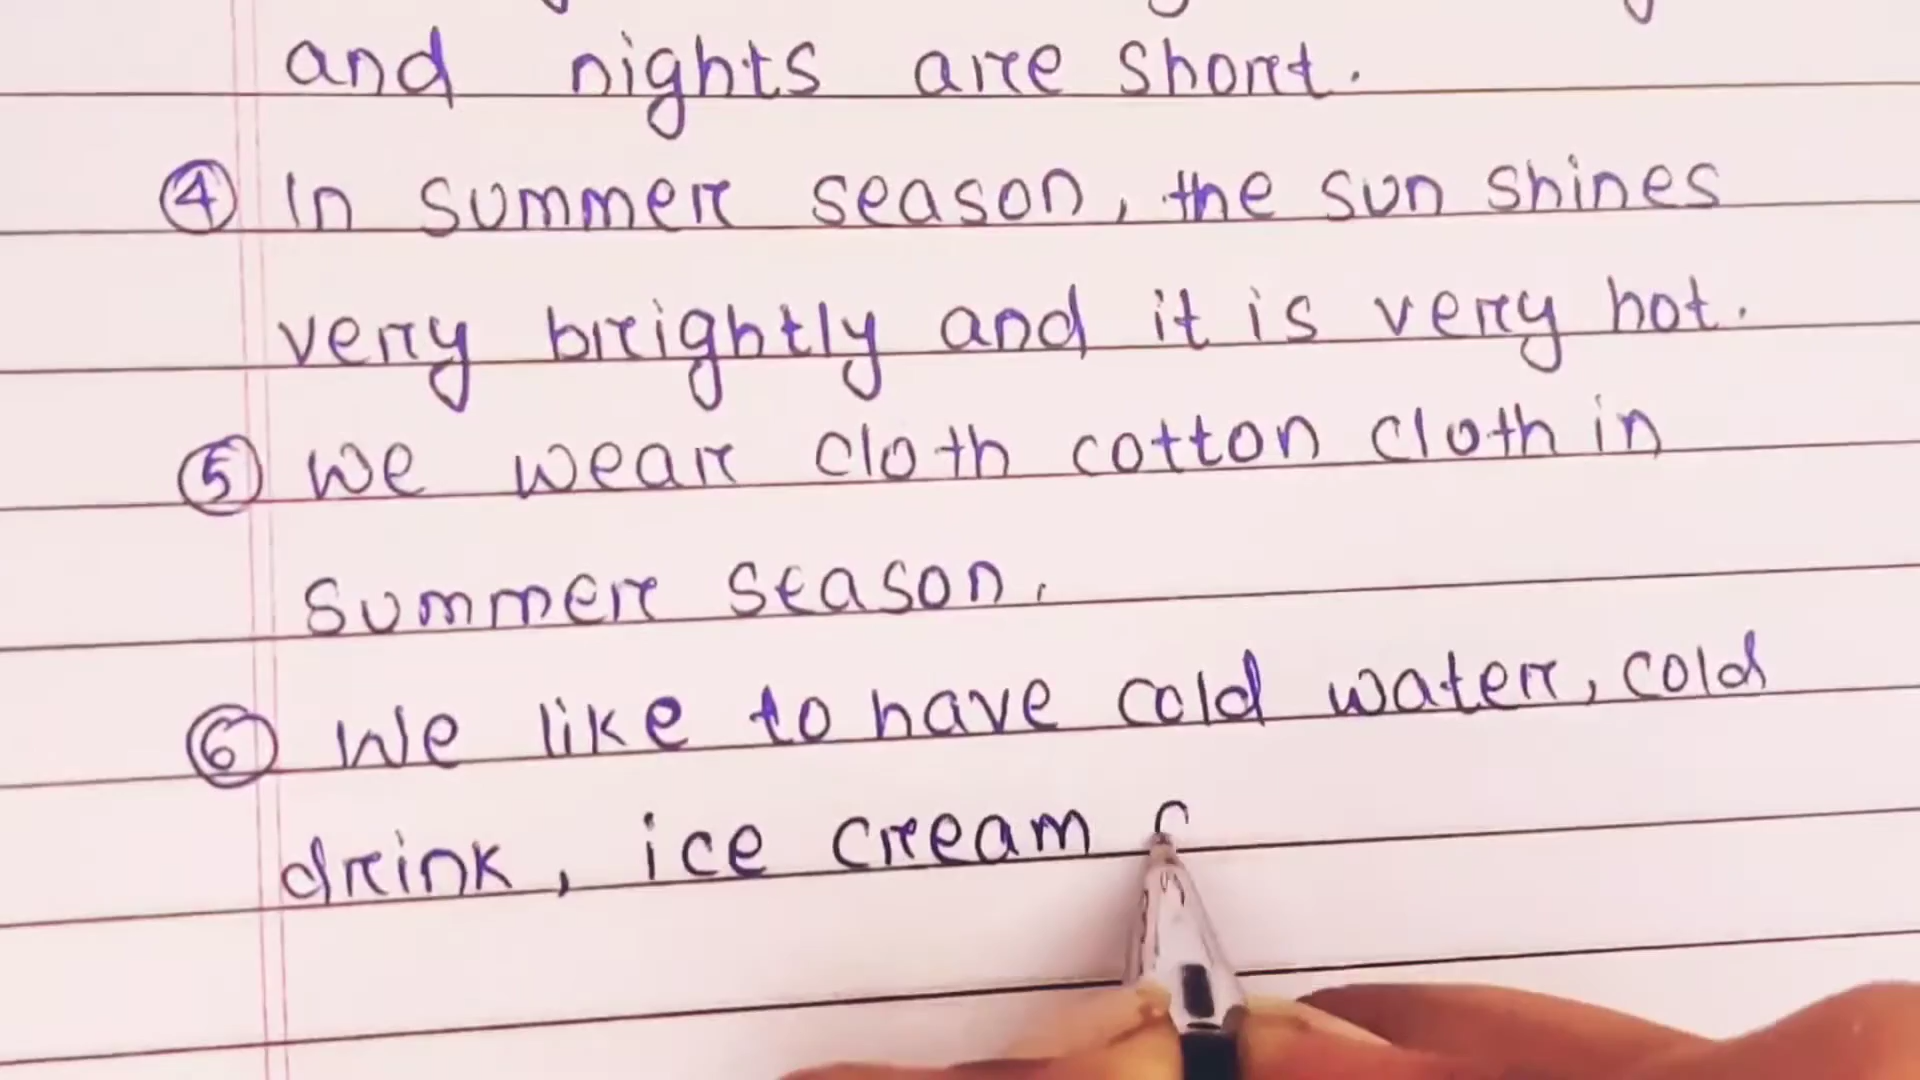 and nights are short.
④ In summer season, the sun shines
very brightly and it is very hot.
⑤ We wear cloth cotton cloth in
summer season.
⑥ We like to have cold water, cold
drink, ice cream